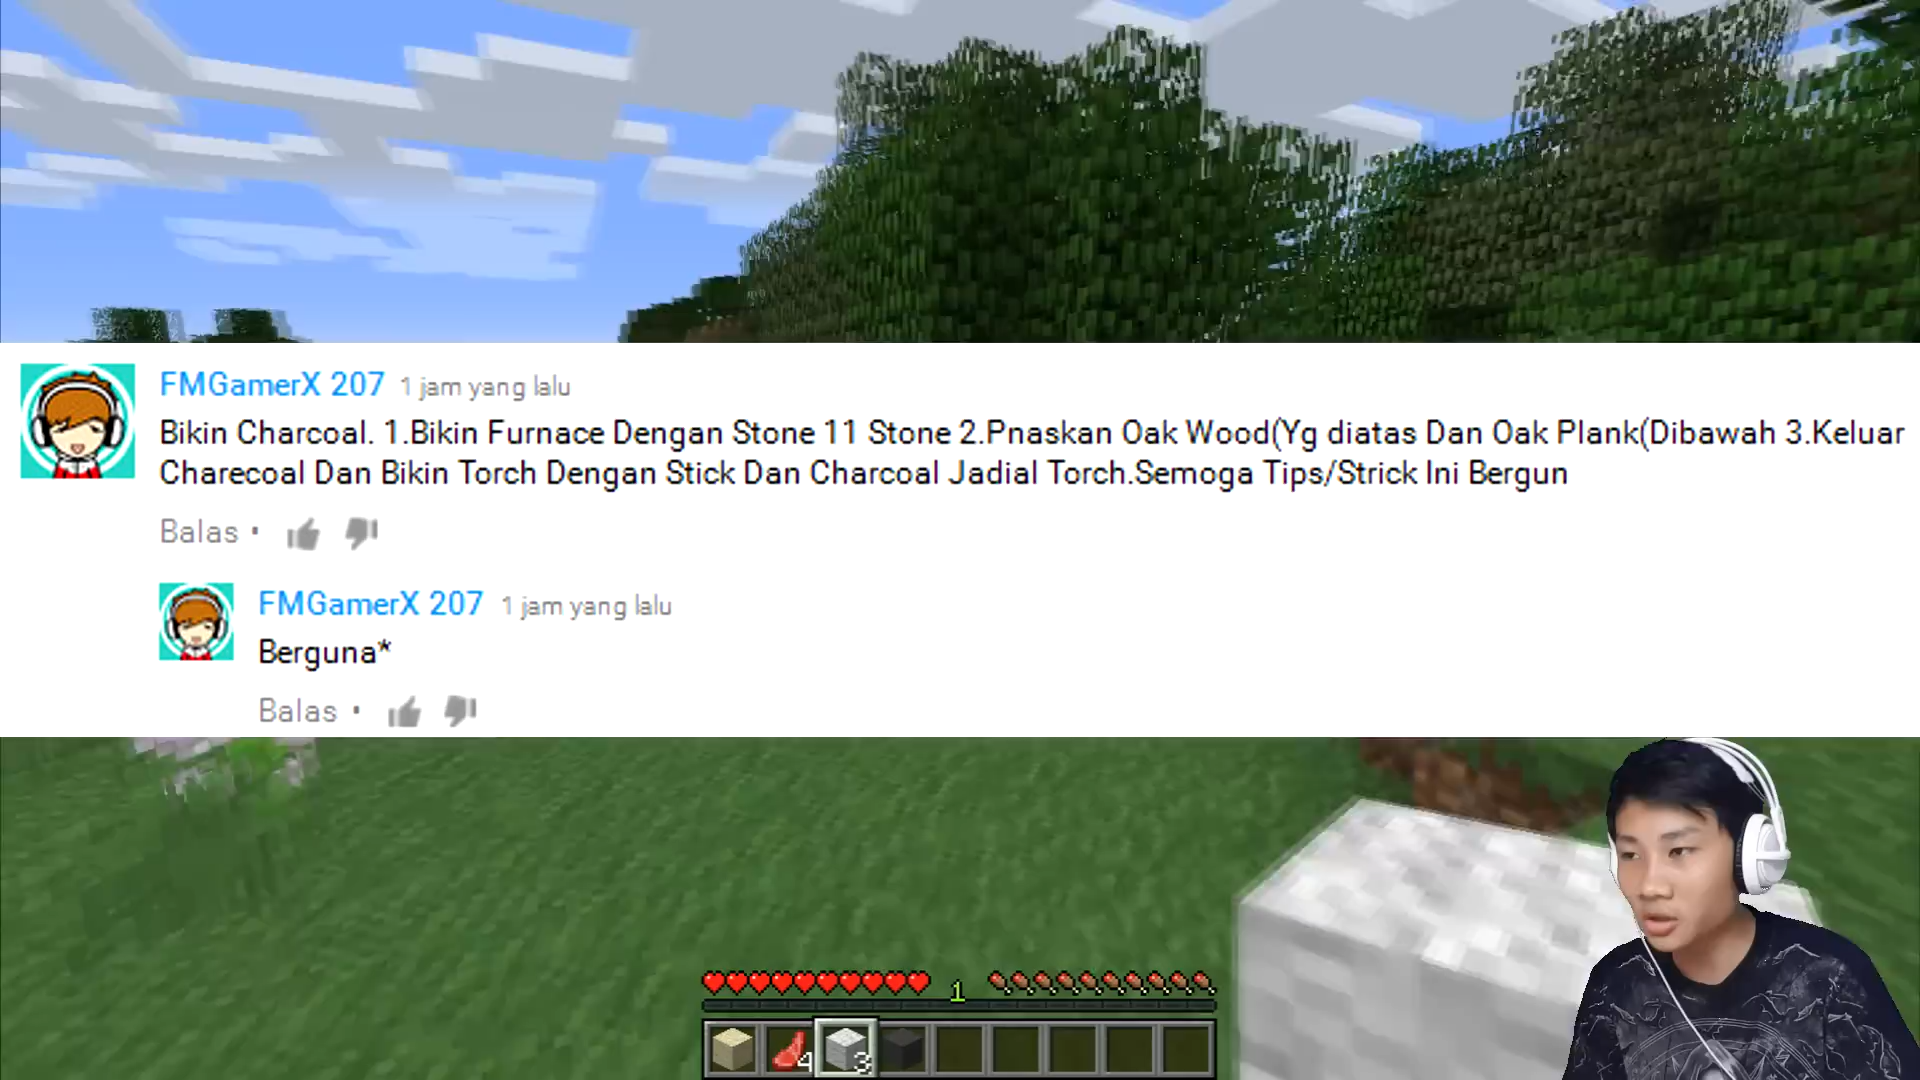 FMGamerX 207 1 jam yang lalu
Bikin Charcoal. 1.Bikin Furnace Dengan Stone 11 Stone 2.Pnaskan Oak Wood(Yg diatas Dan Oak Plank(Dibawah 3.Keluar
Charecoal Dan Bikin Torch Dengan Stick Dan Charcoal Jadial Torch.Semoga Tips/Strick Ini Bergun
Balas •
FMGamerX 207 1 jam yang lalu
Berguna*
Balas •
1
4 3